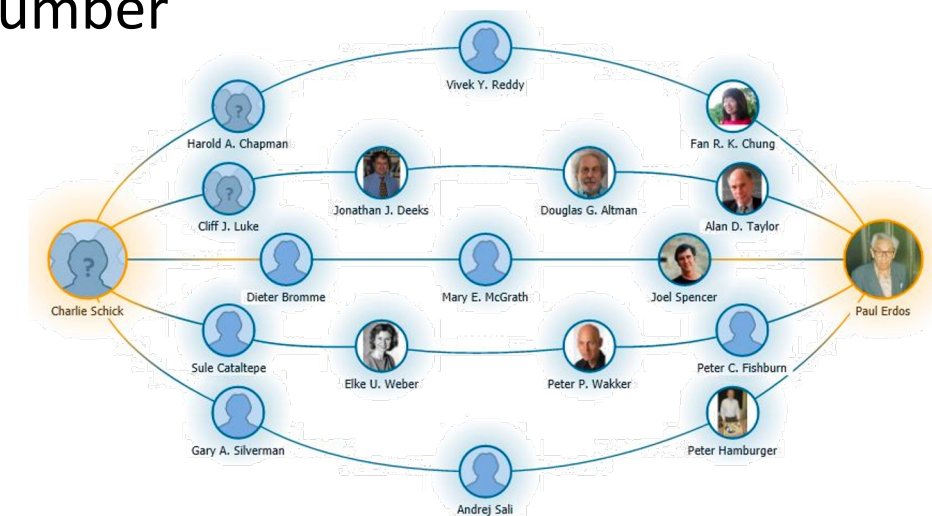 umber
Vivek Y. Reddy
Harold A. Chapman
Fan R. K. Chung
Jonathan J. Deeks
Douglas G. Altman
Cliff J. Luke
Alan D. Taylor
Dieter Bromme
Mary E. McGrath
Joel Spencer
Charlie Schick
Paul Erdos
Sule Cataltepe
Elke U. Weber
Peter P. Wakker
Peter C. Fishburn
Gary A. Silverman
Peter Hamburger
Andrej Sali